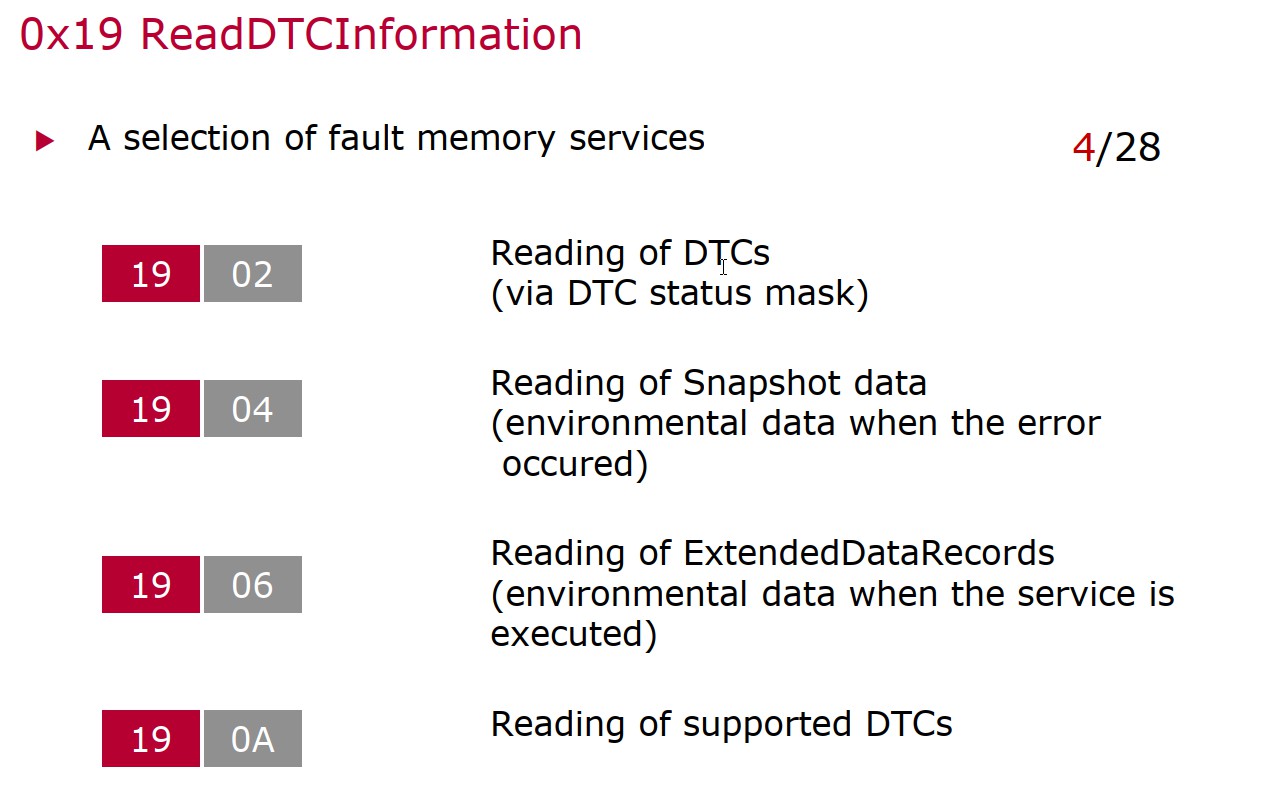 0x19 ReadDTCInformation
A selection of fault memory services
4/28
19 02
Reading of DTCs
(via DTC status mask)
19 04
Reading of Snapshot data
(environmental data when the error
occured)
19 06
Reading of ExtendedDataRecords
(environmental data when the service is
executed)
19 0A
Reading of supported DTCs